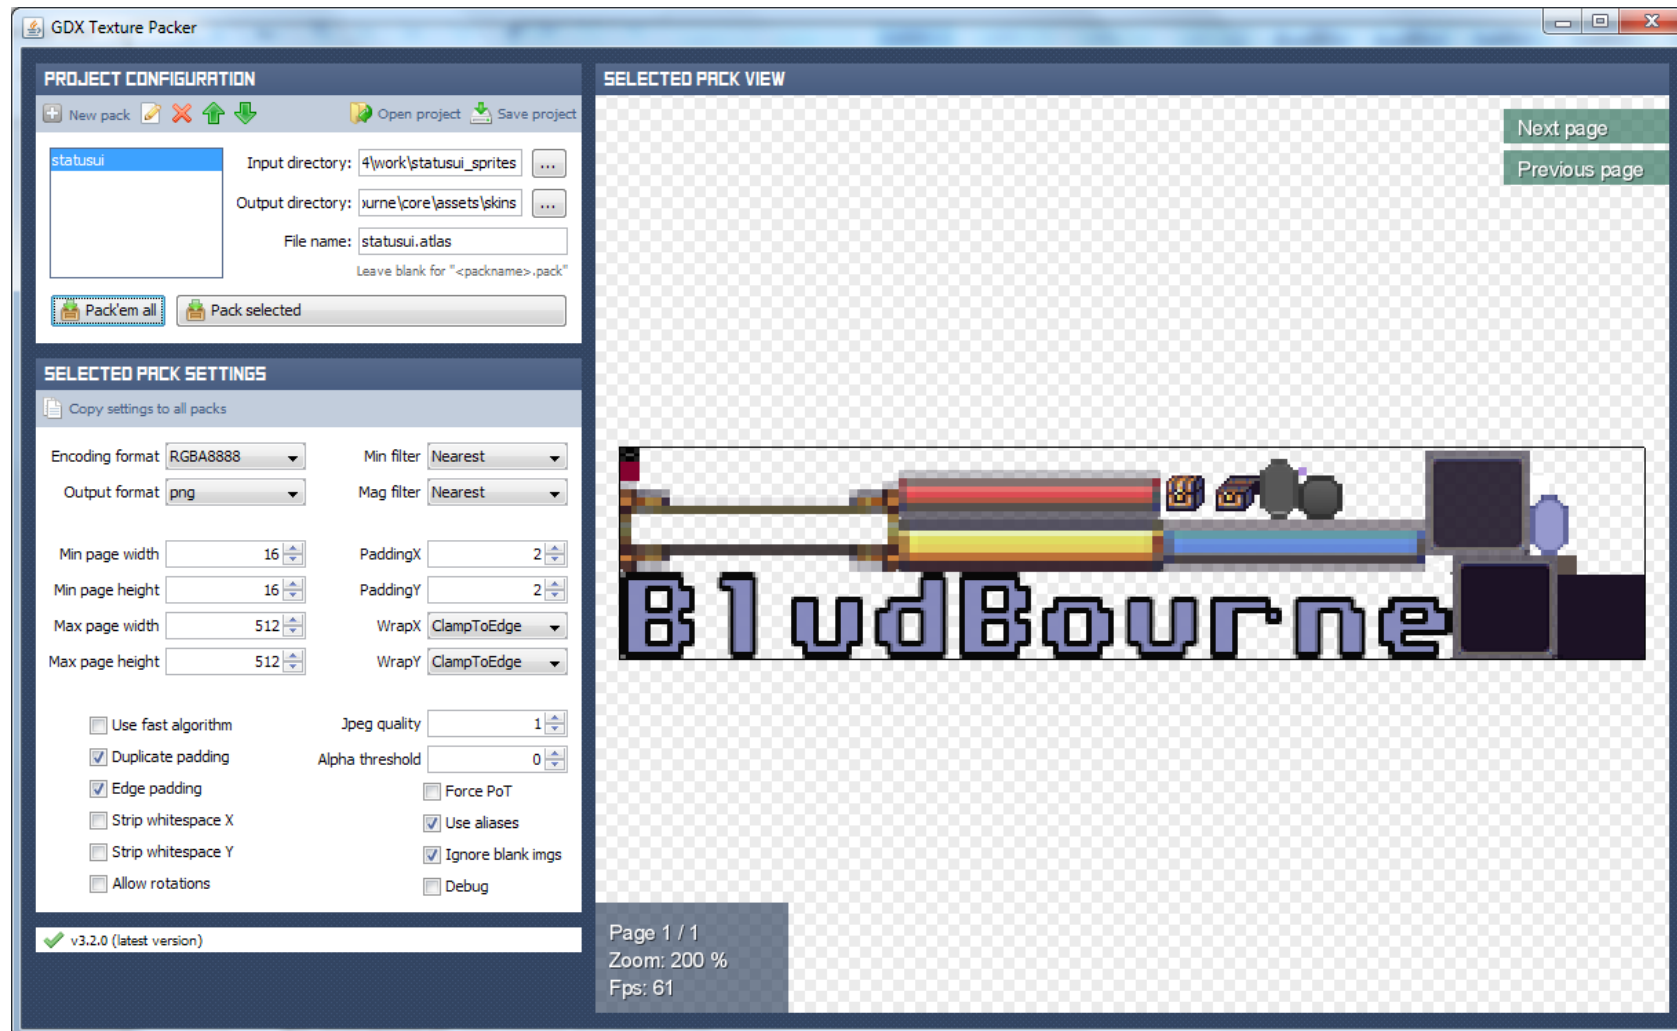 GDX Texture Packer
PROJECT CONFIGURATION
New pack Open project Save project
statusui
Input directory: 4\work\statusui_sprites ...
Output directory: ourne\core\assets\skins ...
File name: statusui.atlas
Leave blank for "<packname>.pack"
Pack'em all Pack selected
SELECTED PACK SETTINGS
Copy settings to all packs
Encoding format RGBA8888 Min filter Nearest
Output format png Mag filter Nearest
Min page width 16 PaddingX 2
Min page height 16 PaddingY 2
Max page width 512 WrapX ClampToEdge
Max page height 512 WrapY ClampToEdge
Use fast algorithm Jpeg quality 1
Duplicate padding Alpha threshold 0
Edge padding Force PoT
Strip whitespace X Use aliases
Strip whitespace Y Ignore blank imgs
Allow rotations Debug
v3.2.0 (latest version)
SELECTED PACK VIEW
Next page
Previous page
BludBourne
Page 1 / 1
Zoom: 200 %
Fps: 61